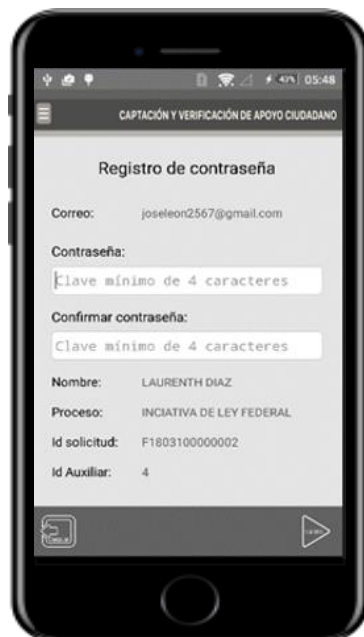 43% 05:48
CAPTACIÓN Y VERIFICACIÓN DE APOYO CIUDADANO
Registro de contraseña
Correo: joseleon2567@gmail.com
Contraseña:
Clave mínimo de 4 caracteres
Confirmar contraseña:
Clave mínimo de 4 caracteres
Nombre: LAURENTH DIAZ
Proceso: INCIATIVA DE LEY FEDERAL
Id solicitud: F1803100000002
Id Auxiliar: 4